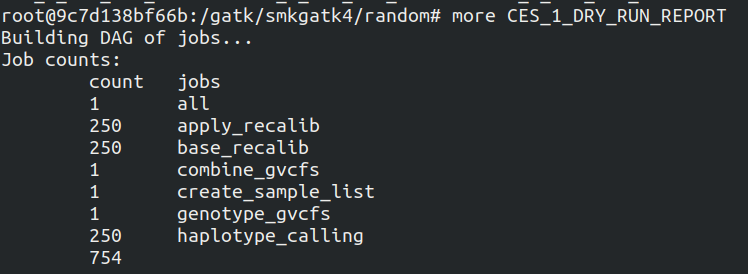 root@9c7d138bf66b:/gatk/smkgatk4/random# more CES_1_DRY_RUN_REPORT
Building DAG of jobs...
Job counts:
count jobs
1 all
250 apply_recalib
250 base_recalib
1 combine_gvcfs
1 create_sample_list
1 genotype_gvcfs
250 haplotype_calling
754